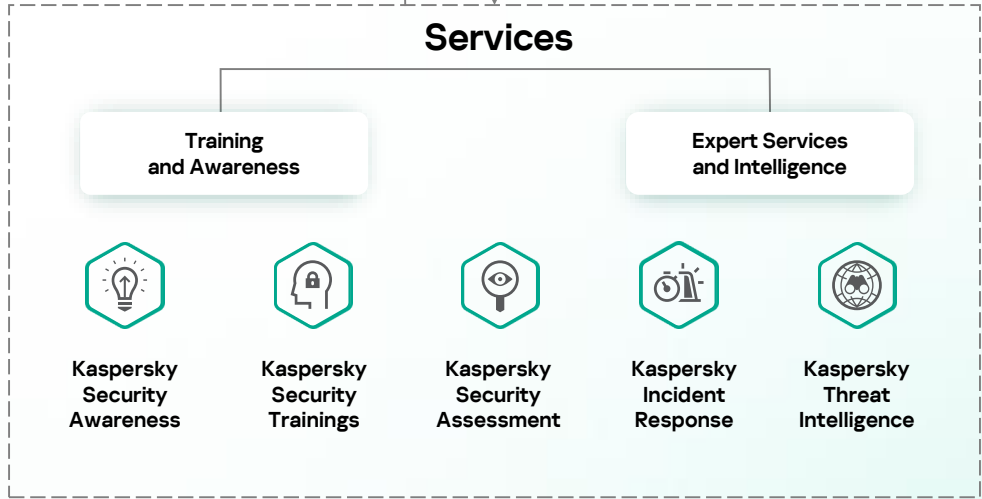 Services
Training
and Awareness
Expert Services
and Intelligence
Kaspersky
Security
Awareness
Kaspersky
Security
Trainings
Kaspersky
Security
Assessment
Kaspersky
Incident
Response
Kaspersky
Threat
Intelligence